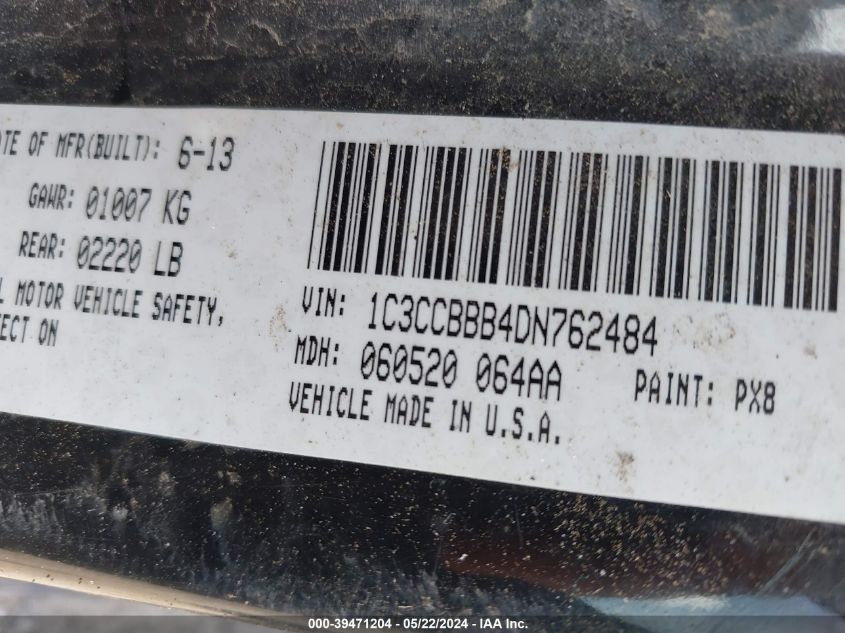 ATE OF MFR(BUILT): 6-13
GAWR: 01007 KG
REAR: 02220 LB
L MOTOR VEHICLE SAFETY,
ECT ON
VIN: 1C3CCBBB4DN762484
MDH: 060520 064AA PAINT: PX8
VEHICLE MADE IN U.S.A.
000-39471204 - 05/22/2024 - IAA Inc.